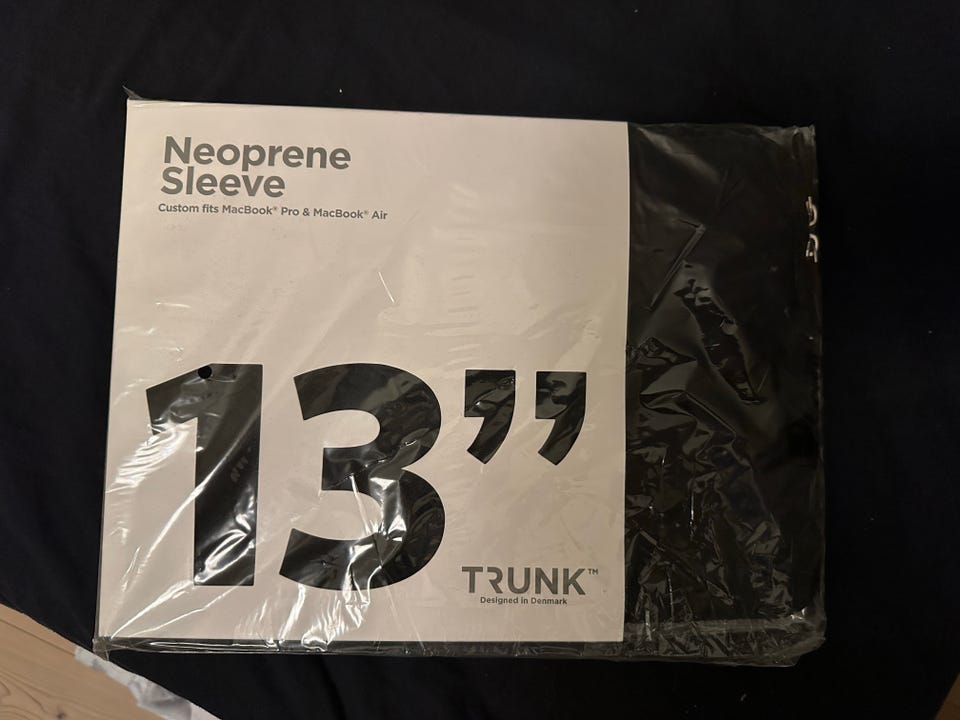 Neoprene
Sleeve
Custom fits MacBook® Pro & MacBook® Air
13”
TRUNK™
Designed in Denmark